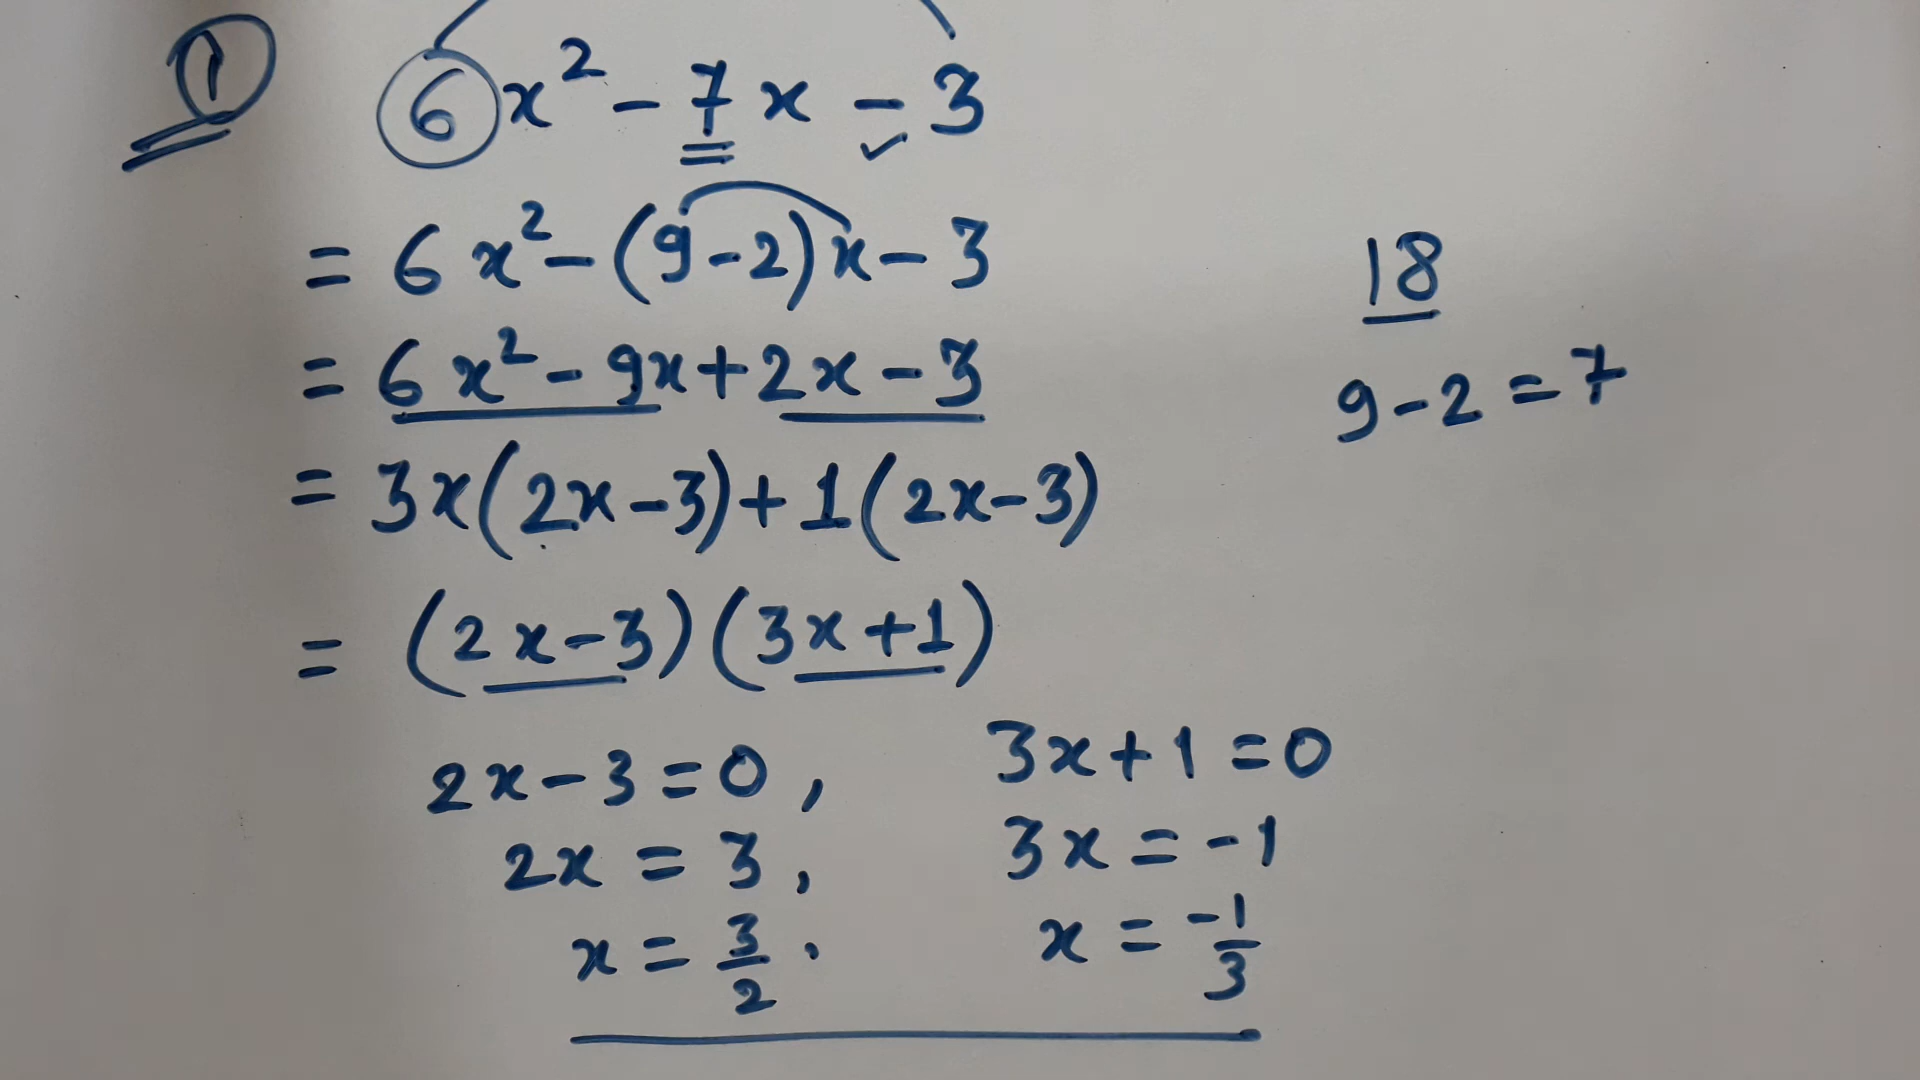 1 6x² - 7x - 3
= 6x² - (9-2)x - 3
18
= 6x² - 9x + 2x - 3
9 - 2 = 7
= 3x(2x-3) + 1(2x-3)
= (2x-3)(3x+1)
2x - 3 = 0, 3x + 1 = 0
2x = 3, 3x = -1
x = 3/2, x = -1/3